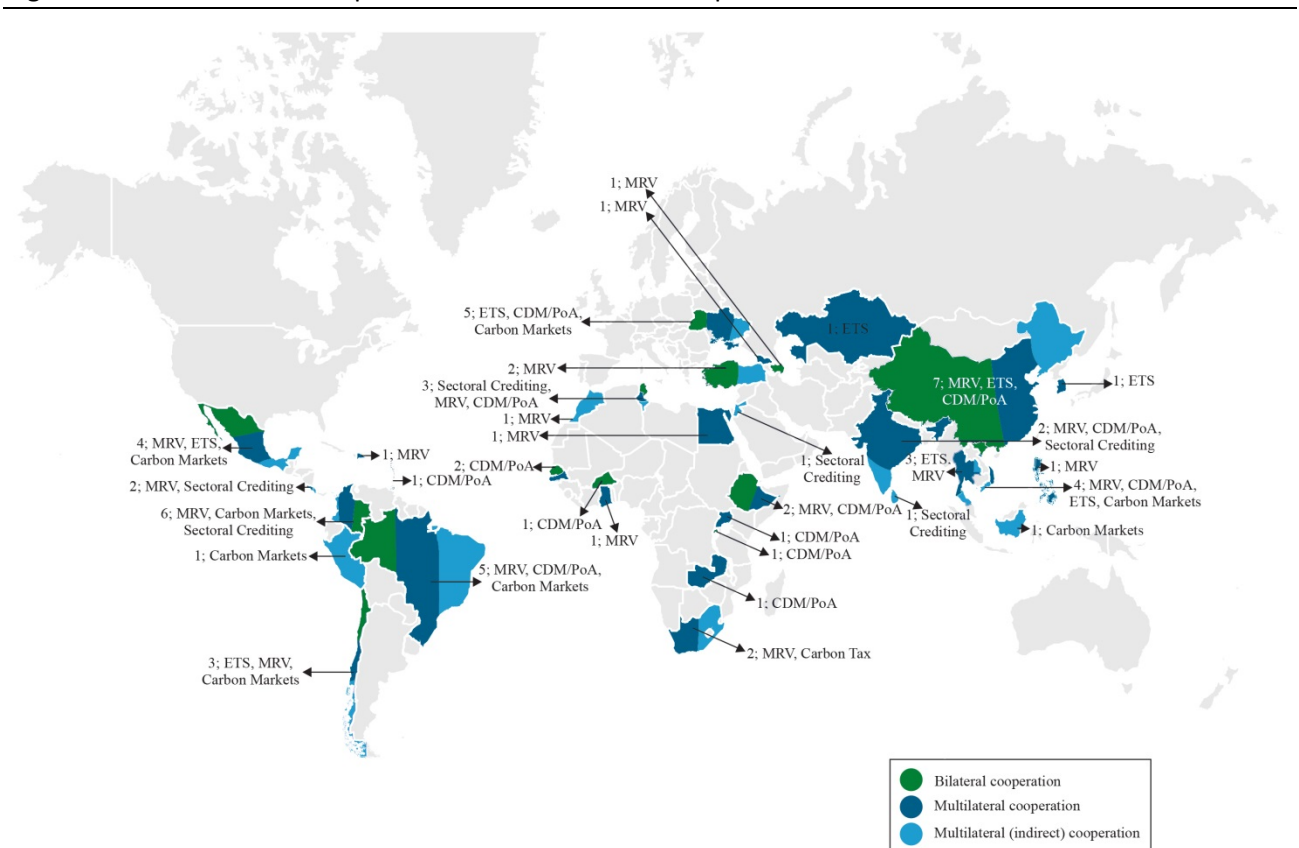 1; MRV
1; MRV
5; ETS, CDM/PoA,
Carbon Markets
1; ETS
2; MRV
3; Sectoral Crediting,
MRV, CDM/PoA
7; MRV, ETS,
CDM/PoA
1; ETS
1; MRV
1; MRV
2; MRV, CDM/PoA,
Sectoral Crediting
4; MRV, ETS,
Carbon Markets
1; MRV
2; CDM/PoA
1; Sectoral
Crediting
3; ETS,
MRV
1; MRV
2; MRV, Sectoral Crediting
1; CDM/PoA
4; MRV, CDM/PoA,
ETS, Carbon Markets
6; MRV, Carbon Markets,
Sectoral Crediting
1; CDM/PoA
1; MRV
2; MRV, CDM/PoA
1; Sectoral
Crediting
1; Carbon Markets
1; CDM/PoA
1; CDM/PoA
1; Carbon Markets
5; MRV, CDM/PoA,
Carbon Markets
1; CDM/PoA
3; ETS, MRV,
Carbon Markets
2; MRV, Carbon Tax
Bilateral cooperation
Multilateral cooperation
Multilateral (indirect) cooperation